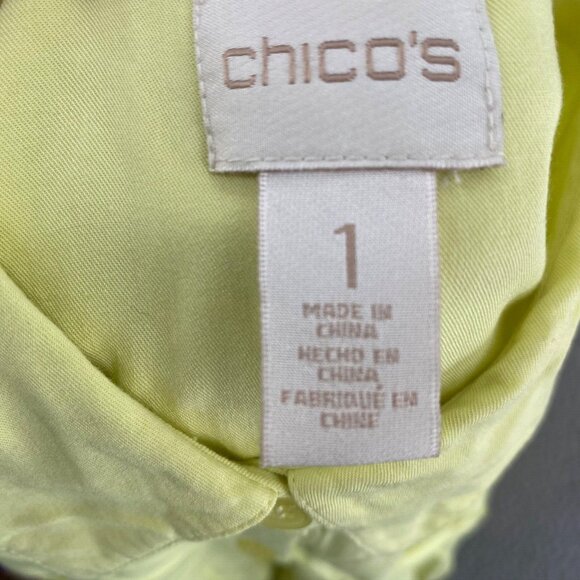 chico's
1
MADE IN
CHINA
HECHO EN
CHINA
FABRIQUÉ EN
CHINE